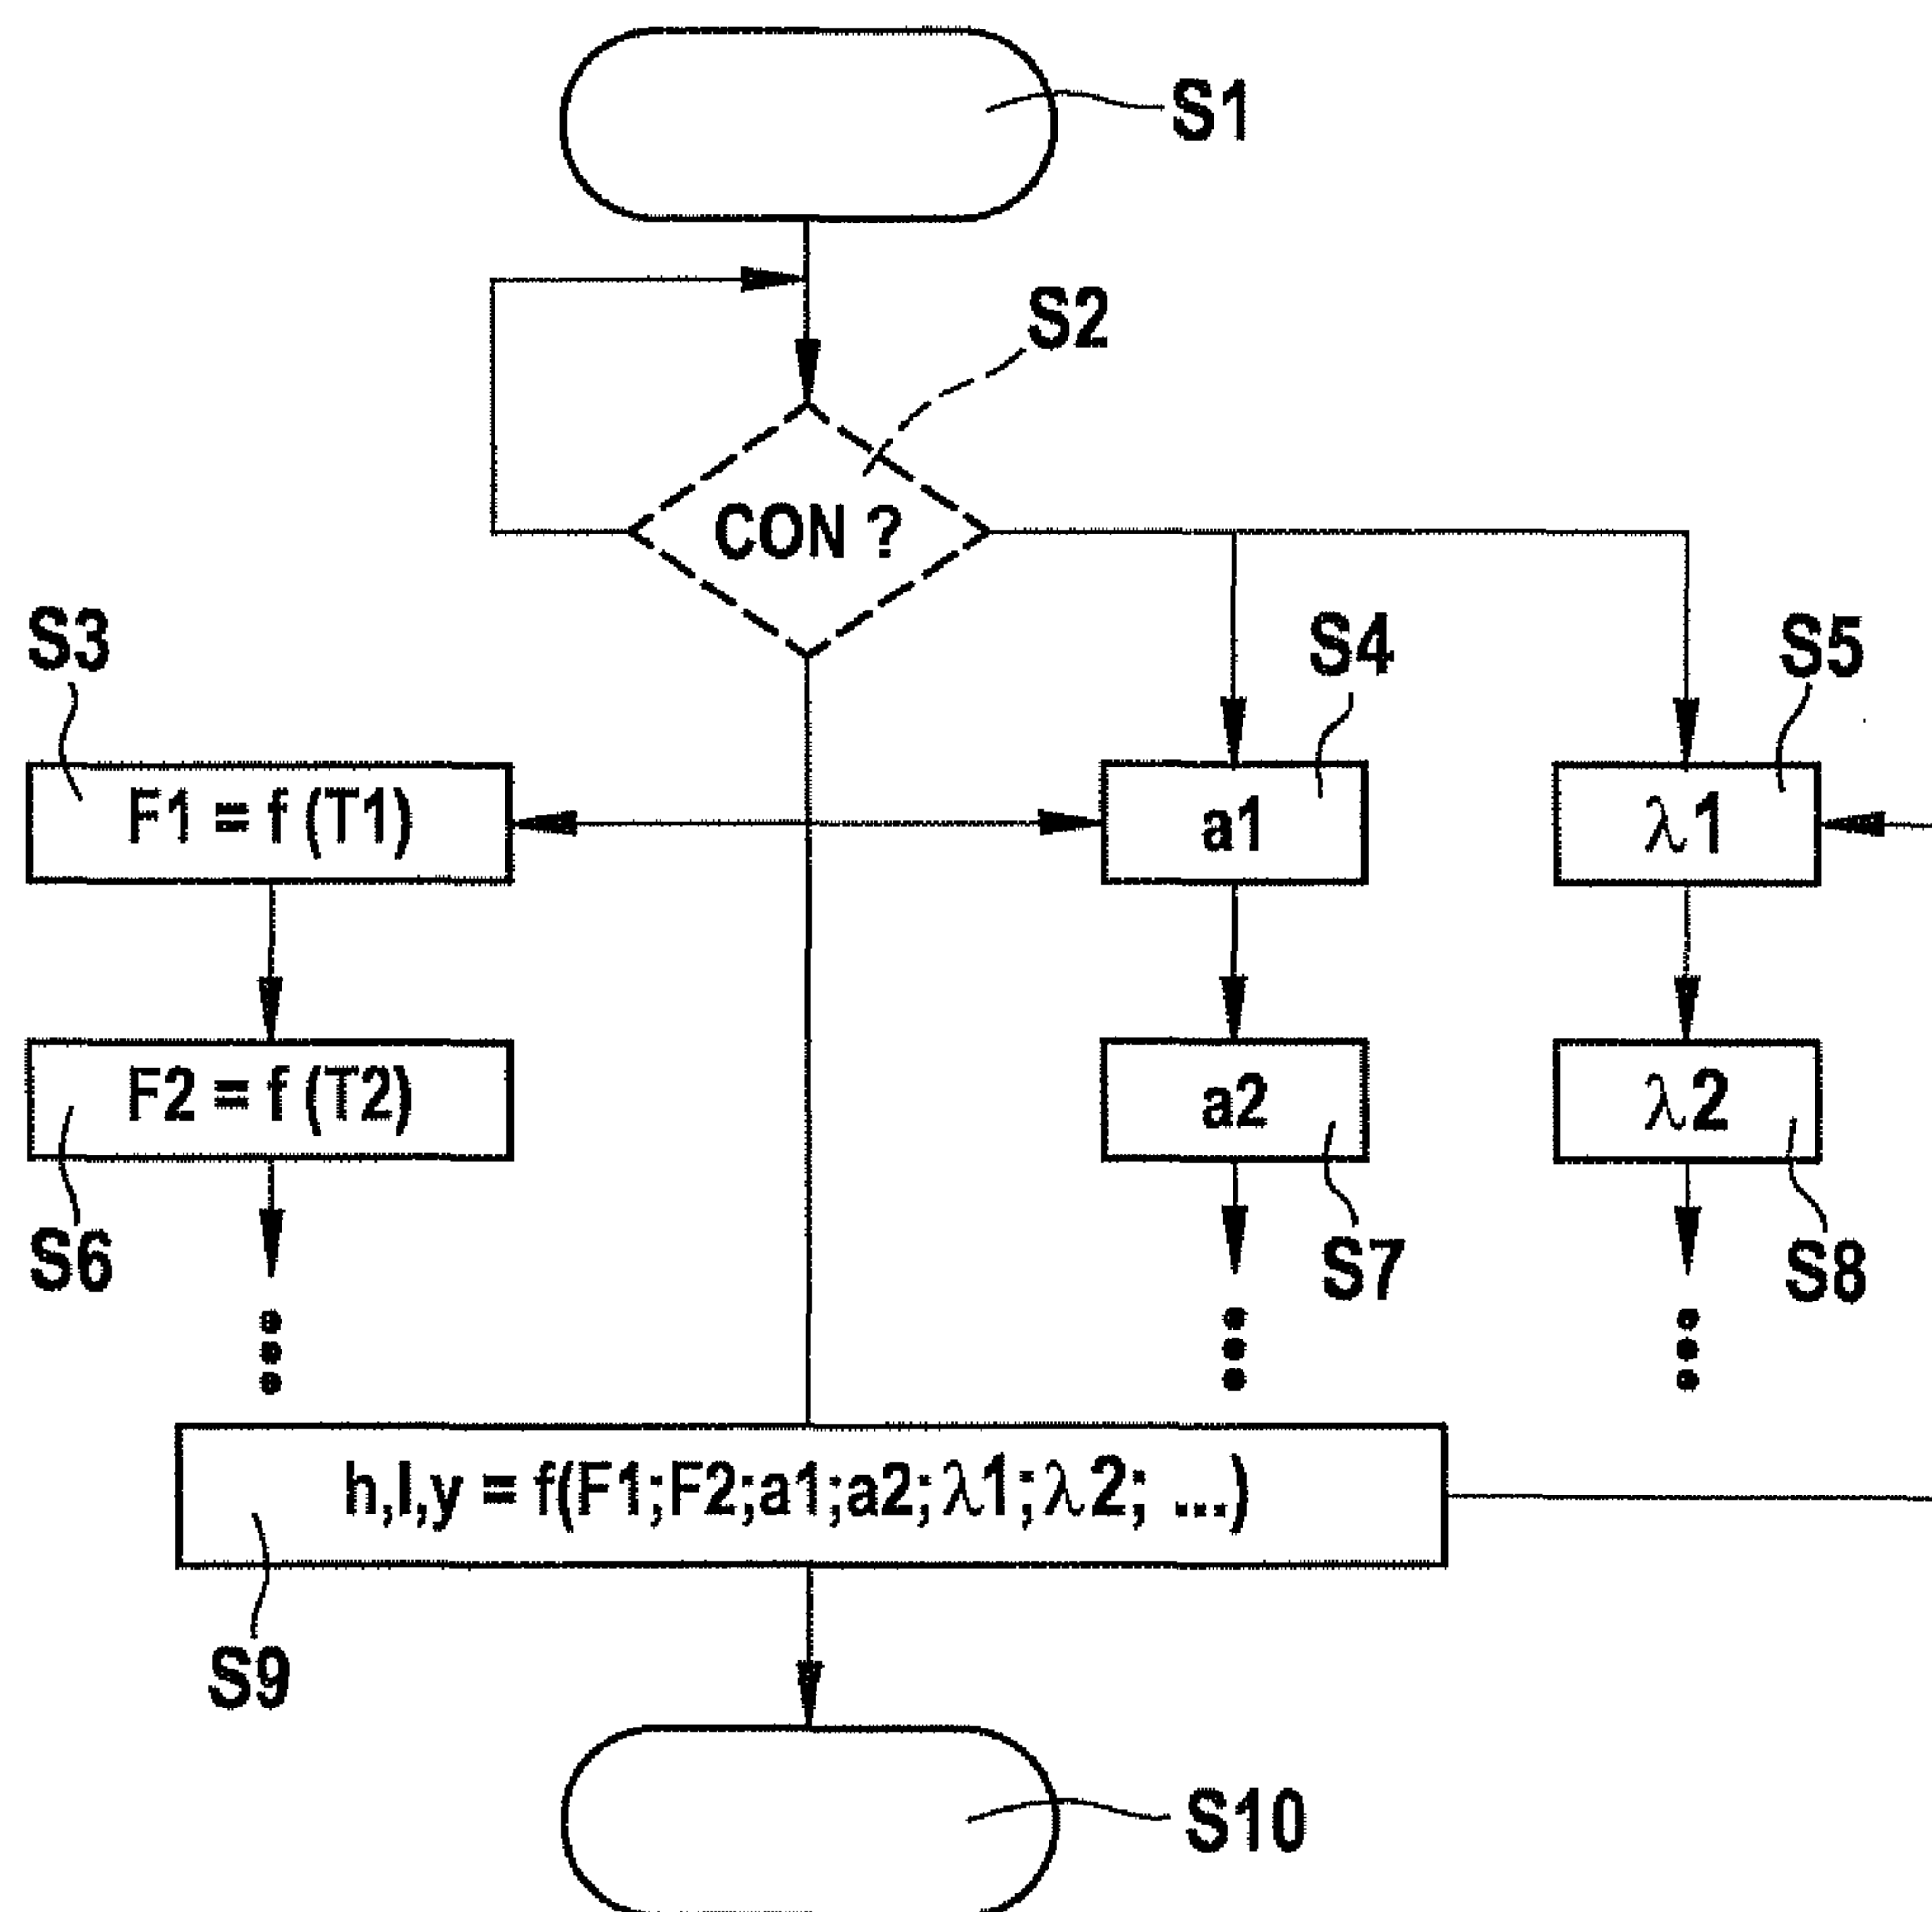 S1
S2
CON ?
S3
S4
S5
F1 = f (T1)
a1
λ1
F2 = f (T2)
a2
λ2
S6
S7
S8
h,l,y = f(F1;F2;a1;a2;λ1;λ2; ...)
S9
S10